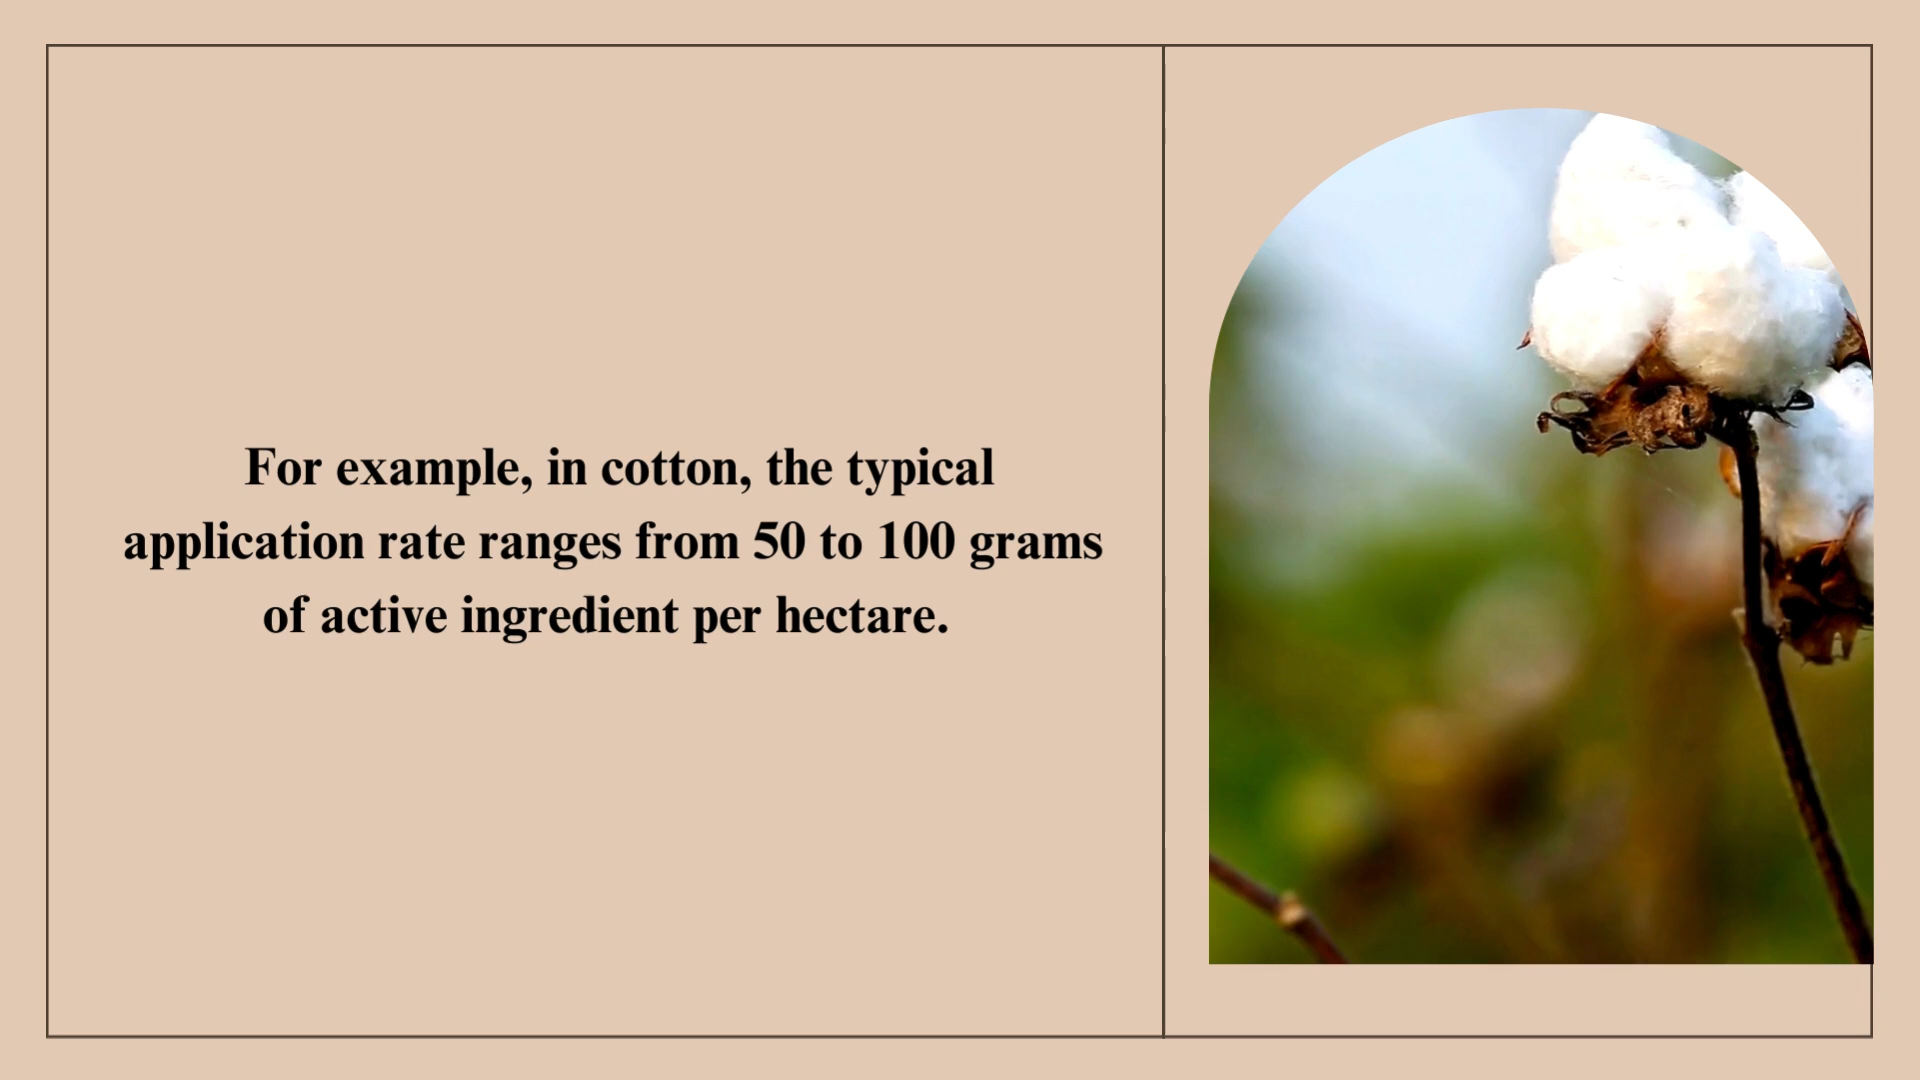 For example, in cotton, the typical
application rate ranges from 50 to 100 grams
of active ingredient per hectare.